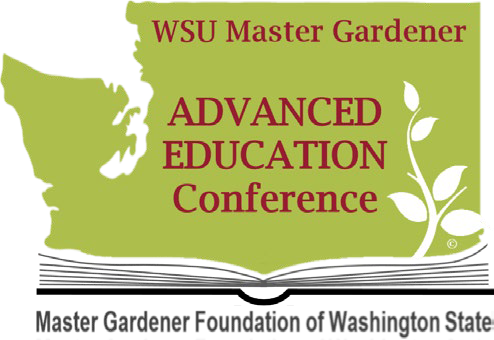 WSU Master Gardener
ADVANCED
EDUCATION
Conference
©
Master Gardener Foundation of Washington State